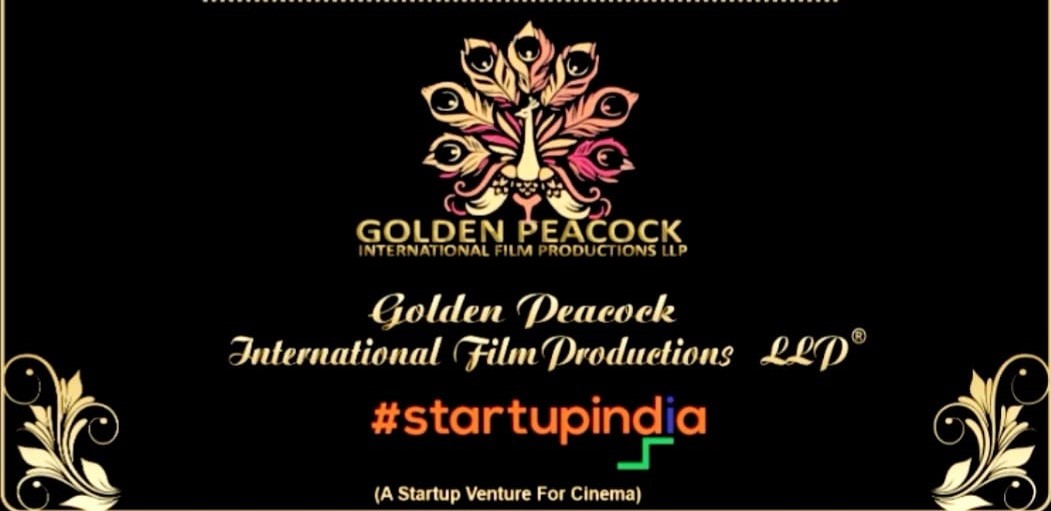 GOLDEN PEACOCK
INTERNATIONAL FILM PRODUCTIONS LLP
Golden Peacock
International Film Productions LLP®
#startupindia
(A Startup Venture For Cinema)